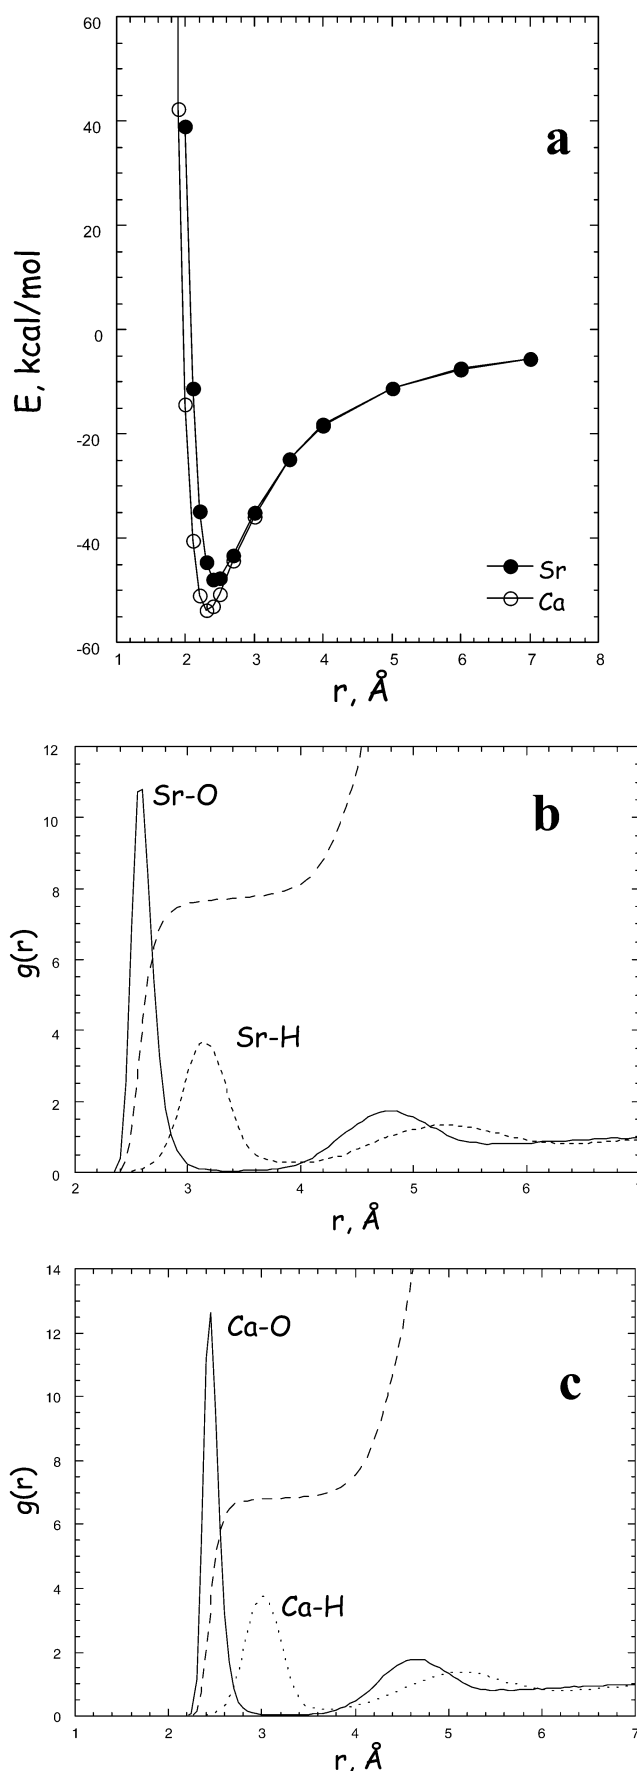 60
40
a
20
E, kcal/mol
0
-20
-40
Sr
Ca
-60
1 2 3 4 5 6 7 8
r, Å
12
Sr-O
b
10
8
g(r)
6
4
Sr-H
2
0
2 3 4 5 6
r, Å
14
Ca-O
12
c
10
g(r)
8
6
4
Ca-H
2
0
1 2 3 4 5 6 7
r, Å